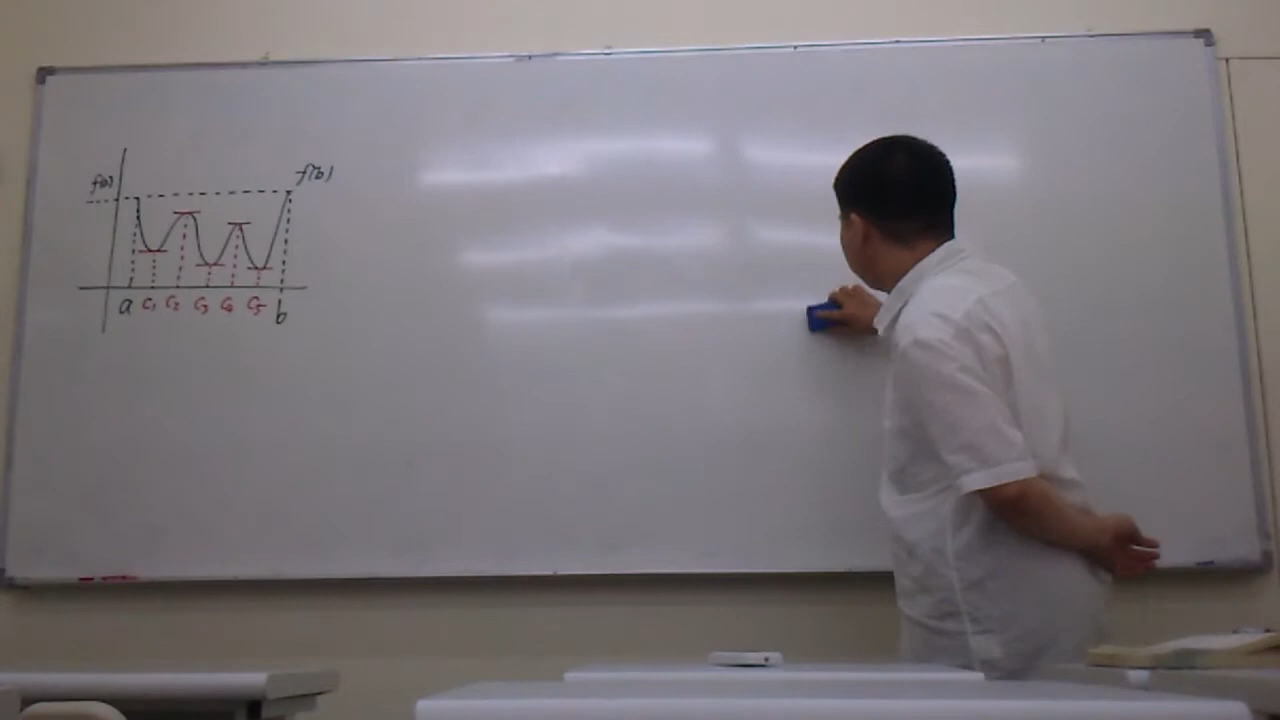 f(a) f(b)
a c₁ c₂ c₃ c₄ c₅ b